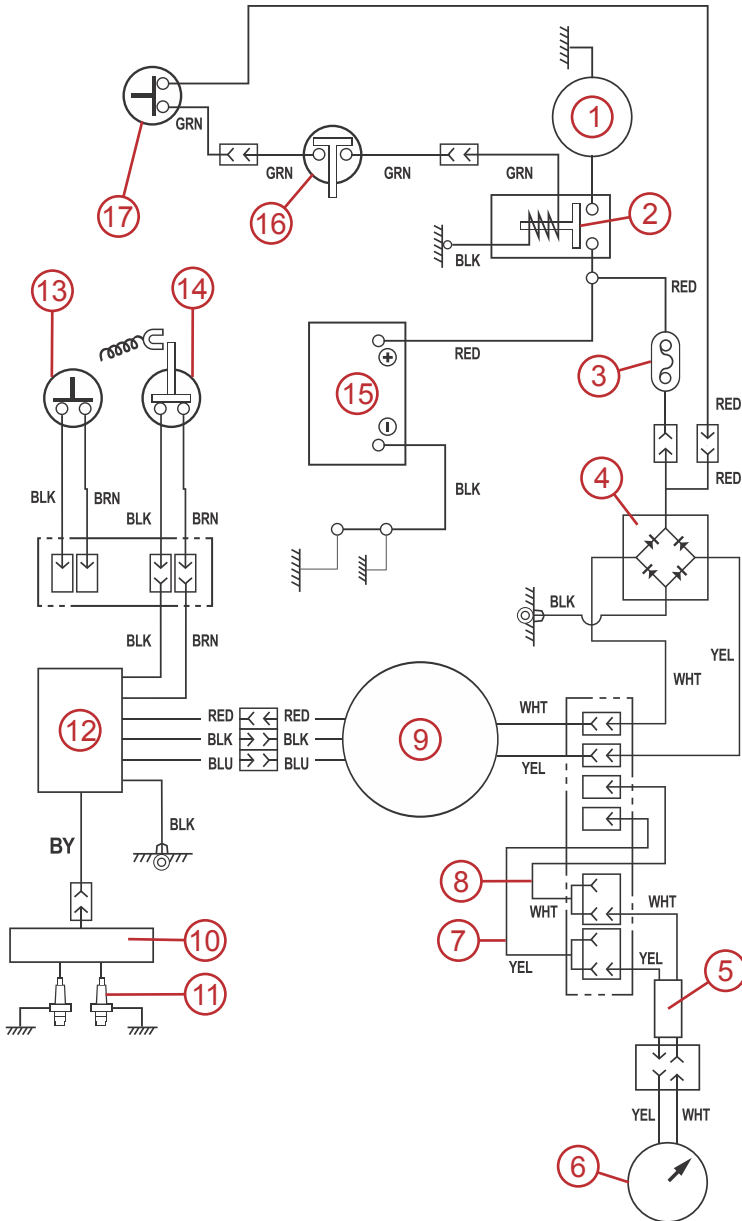 1
17
GRN
GRN
GRN
GRN
16
2
BLK
RED
13
14
RED
3
15
+
−
RED
4
RED
BLK
BLK
BRN
BLK
BRN
BLK
BLK
BRN
YEL
WHT
12
RED
RED
BLK
BLK
BLU
BLU
9
WHT
YEL
BLK
BY
8
WHT
WHT
7
YEL
YEL
10
11
5
YEL
WHT
6